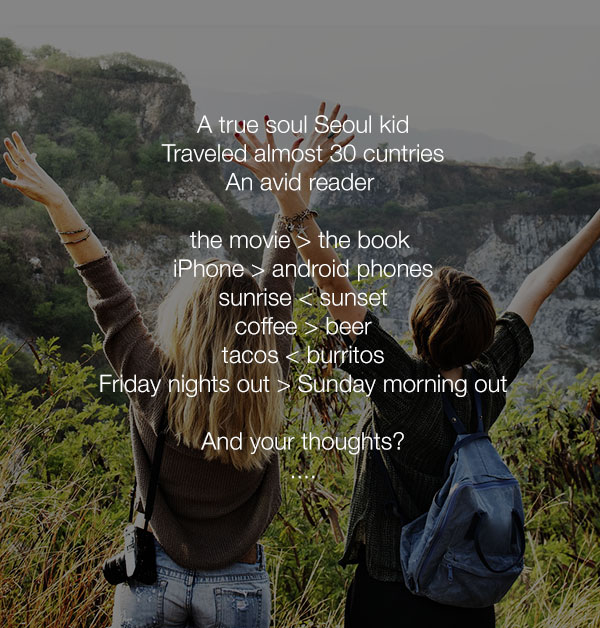 A true soul Seoul kid
Traveled almost 30 cuntries
An avid reader
the movie > the book
iPhone > android phones
sunrise < sunset
coffee > beer
tacos < burritos
Friday nights out > Sunday morning out
And your thoughts?
....